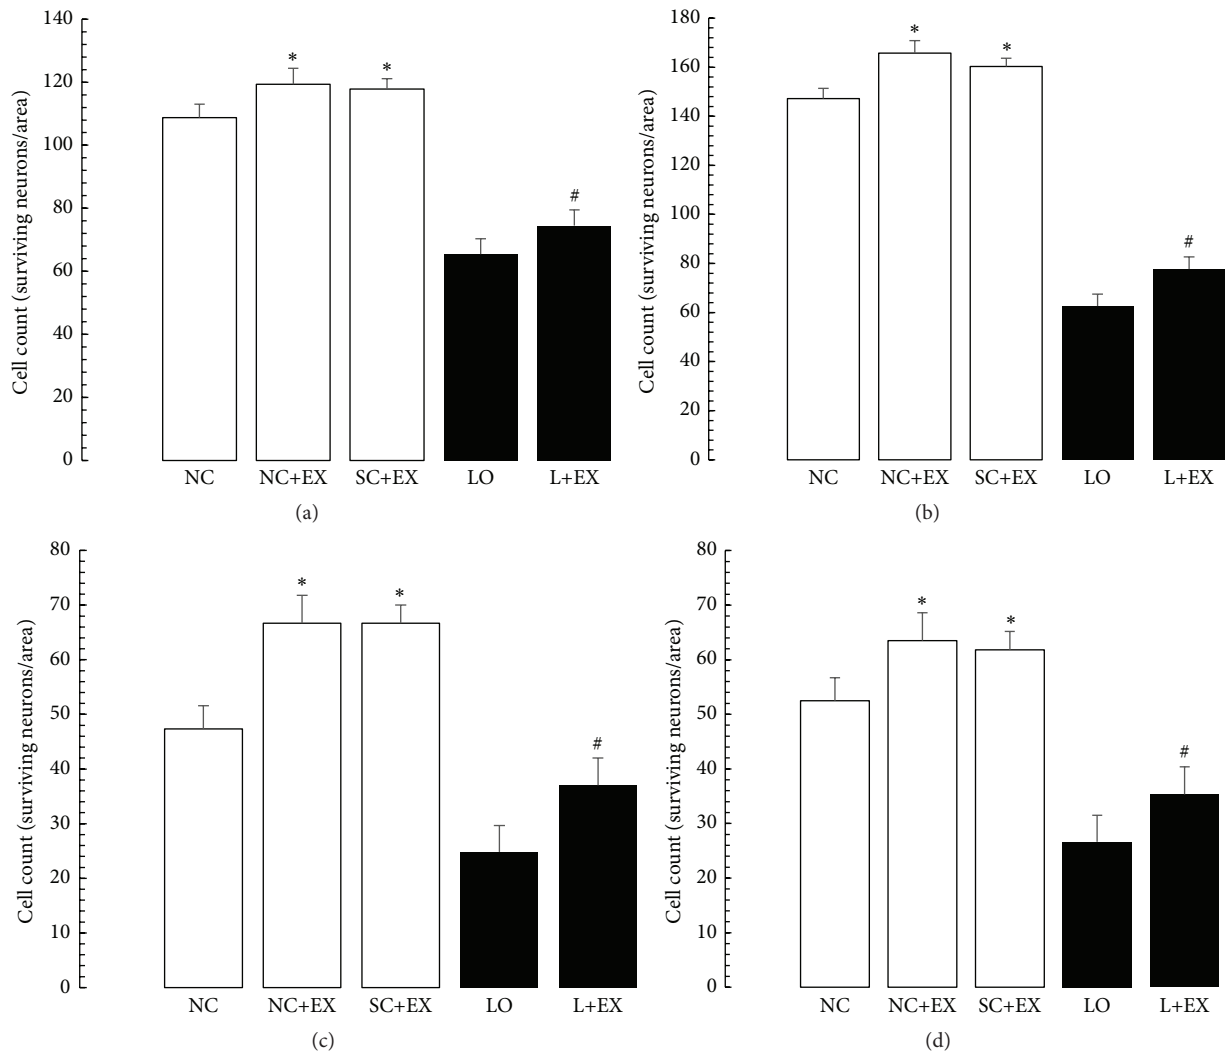 140
120
100
80
60
40
20
0
Cell count (surviving neurons/area)
*
*
#
NC
NC+EX
SC+EX
LO
L+EX
(a)
180
160
140
120
100
80
60
40
20
0
Cell count (surviving neurons/area)
*
*
#
NC
NC+EX
SC+EX
LO
L+EX
(b)
80
70
60
50
40
30
20
10
0
Cell count (surviving neurons/area)
*
*
#
NC
NC+EX
SC+EX
LO
L+EX
(c)
80
70
60
50
40
30
20
10
0
Cell count (surviving neurons/area)
*
*
#
NC
NC+EX
SC+EX
LO
L+EX
(d)